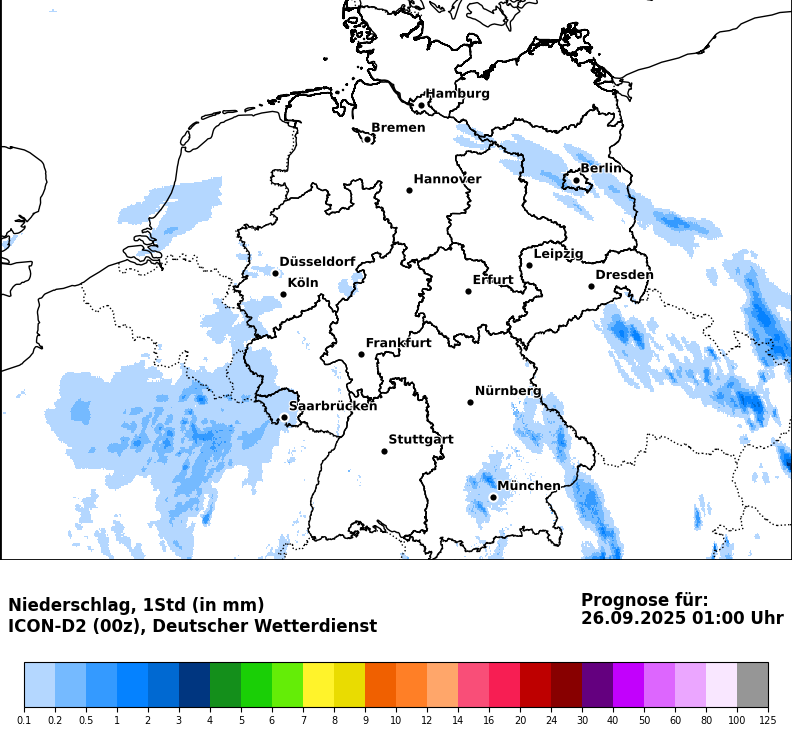 Hamburg
Bremen
Berlin
Hannover
Leipzig
Düsseldorf
Dresden
Köln
Erfurt
Frankfurt
Nürnberg
Saarbrücken
Stuttgart
München
Niederschlag, 1Std (in mm)
ICON-D2 (00z), Deutscher Wetterdienst
Prognose für:
26.09.2025 01:00 Uhr
0.1 0.2 0.5 1 2 3 4 5 6 7 8 9 10 12 14 16 20 24 30 40 50 60 80 100 125